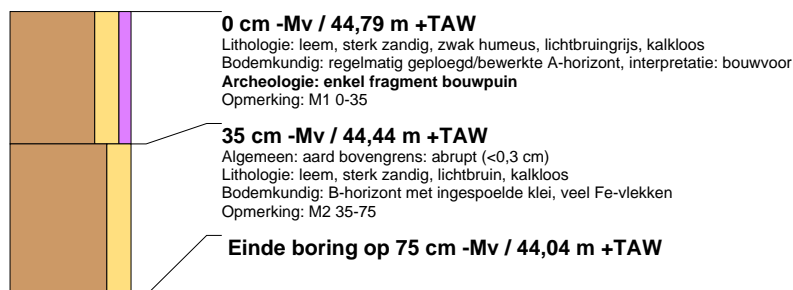 0 cm -Mv / 44,79 m +TAW
Lithologie: leem, sterk zandig, zwak humeus, lichtbruingrijs, kalkloos
Bodemkundig: regelmatig geploegd/bewerkte A-horizont, interpretatie: bouwvoor
Archeologie: enkel fragment bouwpuin
Opmerking: M1 0-35
35 cm -Mv / 44,44 m +TAW
Algemeen: aard bovengrens: abrupt (<0,3 cm)
Lithologie: leem, sterk zandig, lichtbruin, kalkloos
Bodemkundig: B-horizont met ingespoelde klei, veel Fe-vlekken
Opmerking: M2 35-75
Einde boring op 75 cm -Mv / 44,04 m +TAW